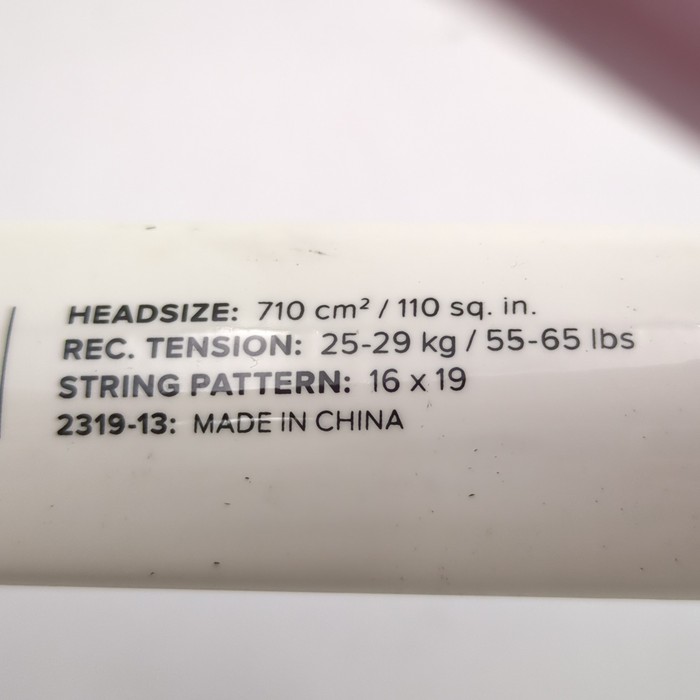 HEADSIZE: 710 cm² / 110 sq. in.
REC. TENSION: 25-29 kg / 55-65 lbs
STRING PATTERN: 16 x 19
2319-13: MADE IN CHINA